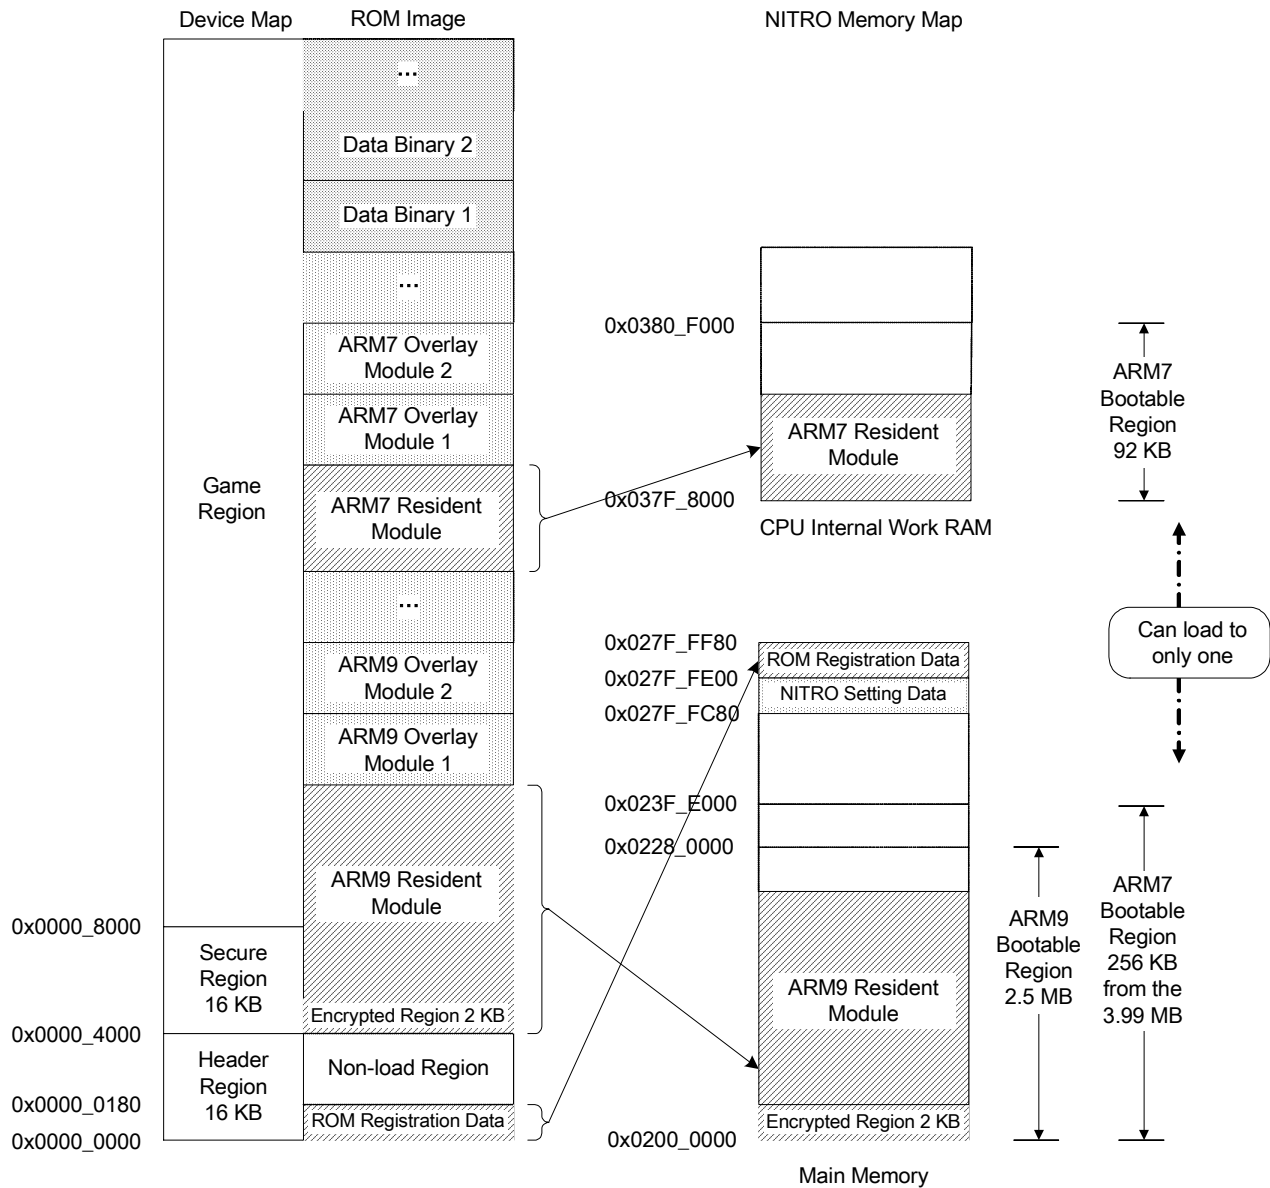 Device Map
ROM Image
NITRO Memory Map
...
Data Binary 2
Data Binary 1
...
ARM7 Overlay
Module 2
ARM7 Overlay
Module 1
ARM7 Resident
Module
...
ARM9 Overlay
Module 2
ARM9 Overlay
Module 1
ARM9 Resident
Module
Encrypted Region 2 KB
Non-load Region
ROM Registration Data
Game
Region
Secure
Region
16 KB
Header
Region
16 KB
0x0000_8000
0x0000_4000
0x0000_0180
0x0000_0000
0x0380_F000
ARM7 Resident
Module
0x037F_8000
CPU Internal Work RAM
0x027F_FF80
ROM Registration Data
0x027F_FE00
NITRO Setting Data
0x027F_FC80
0x023F_E000
0x0228_0000
ARM9 Resident
Module
Encrypted Region 2 KB
0x0200_0000
Main Memory
ARM7
Bootable
Region
92 KB
Can load to
only one
ARM9
Bootable
Region
2.5 MB
ARM7
Bootable
Region
256 KB
from the
3.99 MB